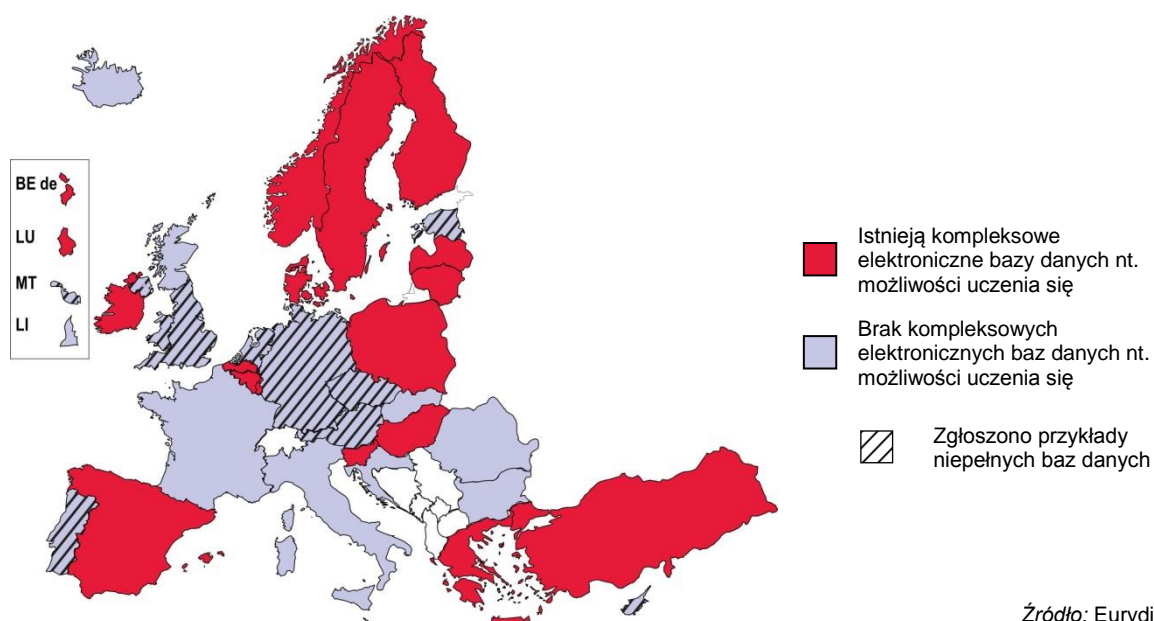 BE de
LU
MT
LI
Istnieją kompleksowe
elektroniczne bazy danych nt.
możliwości uczenia się
Brak kompleksowych
elektronicznych baz danych nt.
możliwości uczenia się
Zgłoszono przykłady
niepełnych baz danych
Źródło: Eurydi